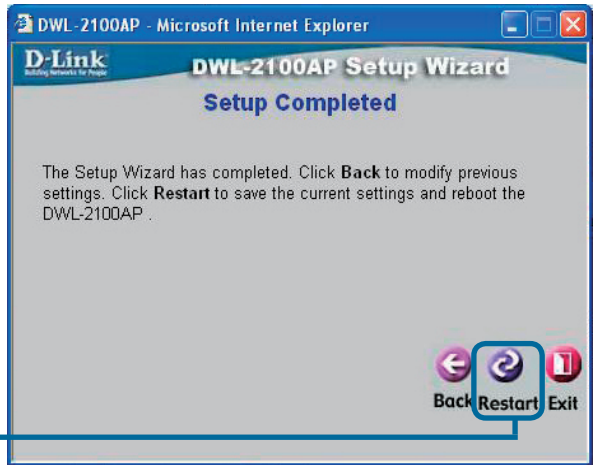 DWL-2100AP - Microsoft Internet Explorer
D-Link
Building Networks for People
DWL-2100AP Setup Wizard
Setup Completed
The Setup Wizard has completed. Click Back to modify previous
settings. Click Restart to save the current settings and reboot the
DWL-2100AP .
Back Restart Exit